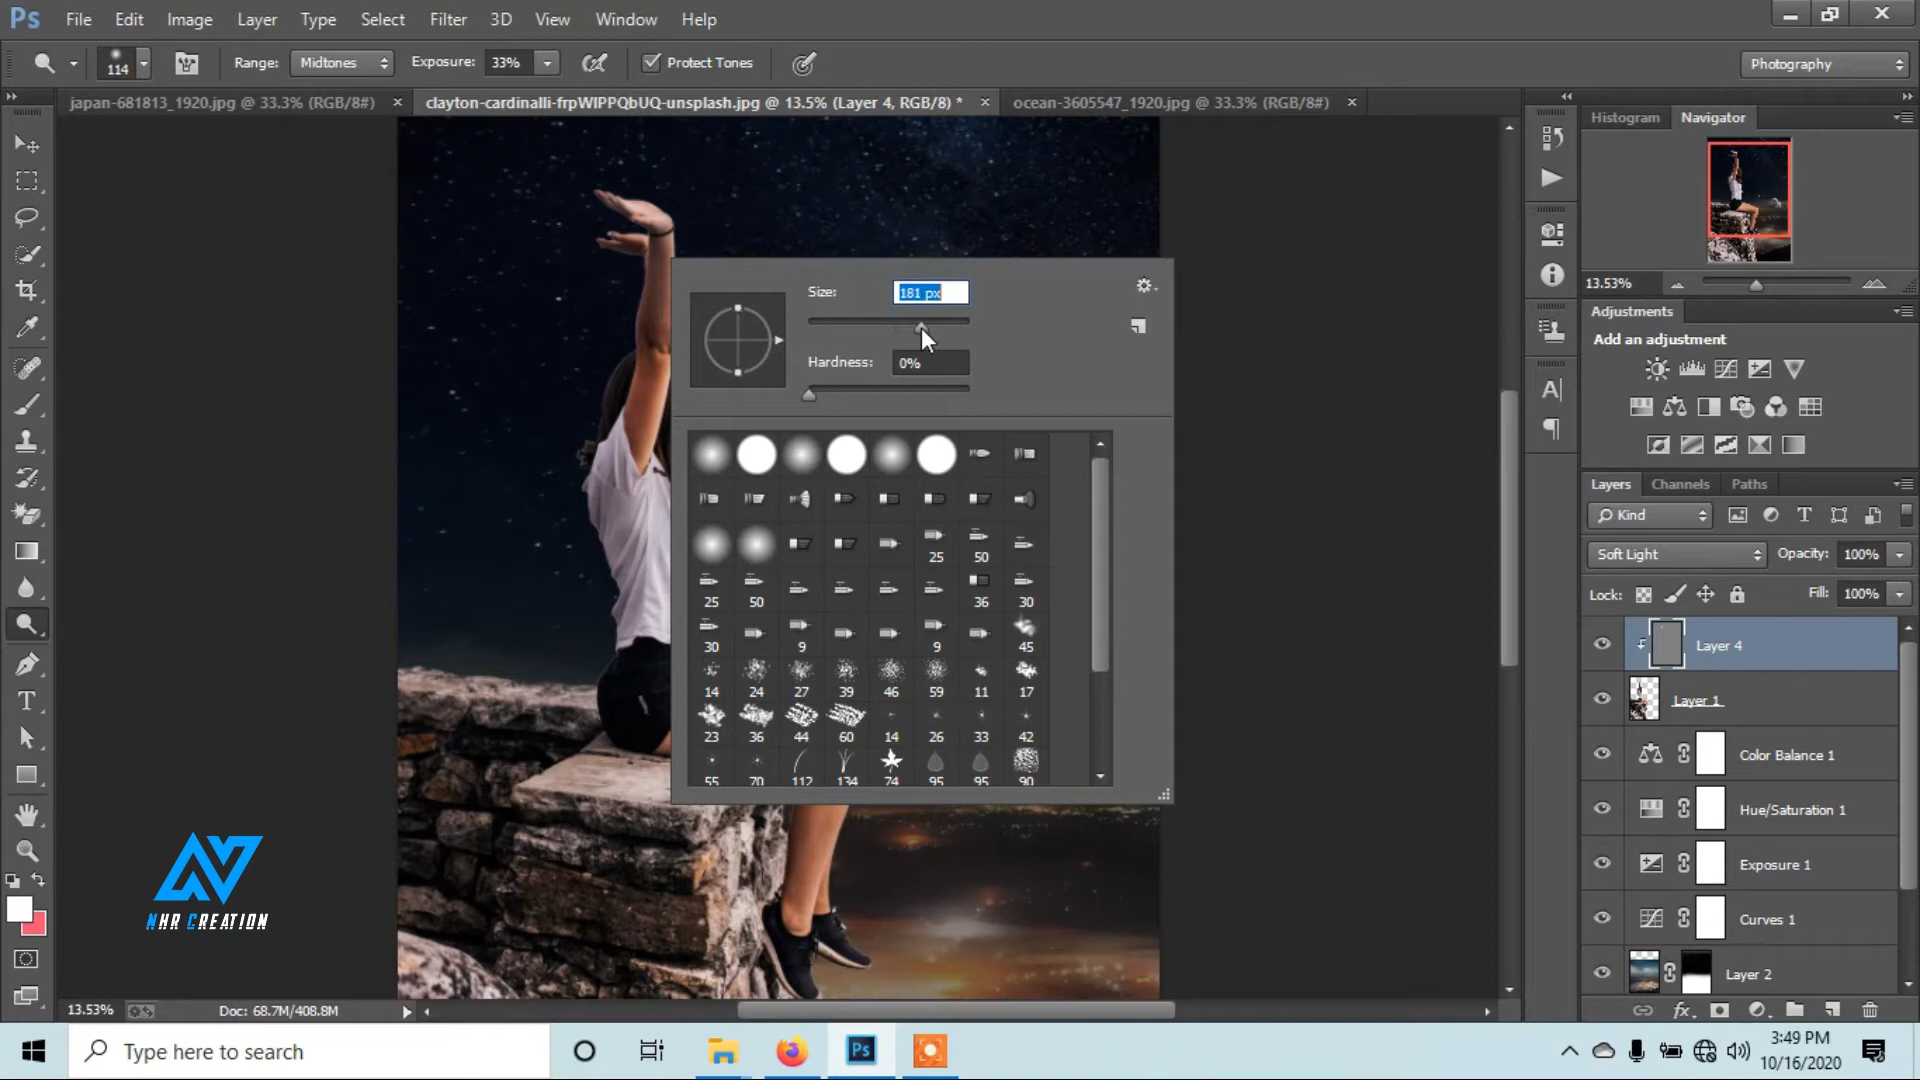 Ps File Edit Image Layer Type Select Filter 3D View Window Help
114 Range: Midtones Exposure: 33% Protect Tones Photography
japan-681813_1920.jpg @ 33.3% (RGB/8#) × clayton-cardinalli-frpWlPPQbUQ-unsplash.jpg @ 13.5% (Layer 4, RGB/8) * × ocean-3605547_1920.jpg @ 33.3% (RGB/8#) ×
Histogram Navigator
13.53%
Size: 181 px
Hardness: 0%
25 50
25 50 36 30
30 9 9 45
14 24 27 39 46 59 11 17
23 36 44 60 14 26 33 42
55 70 112 134 74 95 95 90
Adjustments
Add an adjustment
Layers Channels Paths
Kind
Soft Light Opacity: 100%
Lock: Fill: 100%
Layer 4
Layer 1
Color Balance 1
Hue/Saturation 1
Exposure 1
Curves 1
Layer 2
NHR CREATION
13.53% Doc: 68.7M/408.8M
Type here to search
Ps
3:49 PM
10/16/2020